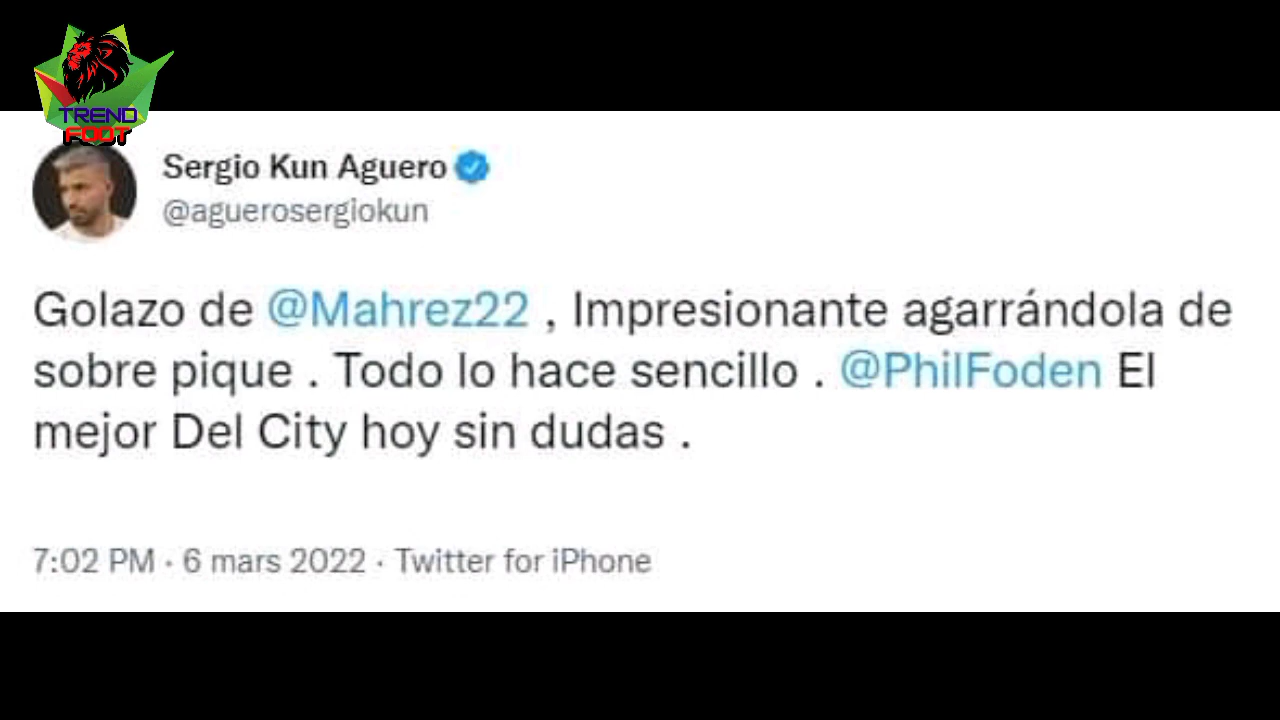 TREND
FOOT
Sergio Kun Aguero
@aguerosergiokun
Golazo de @Mahrez22 , Impresionante agarrándola de
sobre pique . Todo lo hace sencillo . @PhilFoden El
mejor Del City hoy sin dudas .
7:02 PM · 6 mars 2022 · Twitter for iPhone